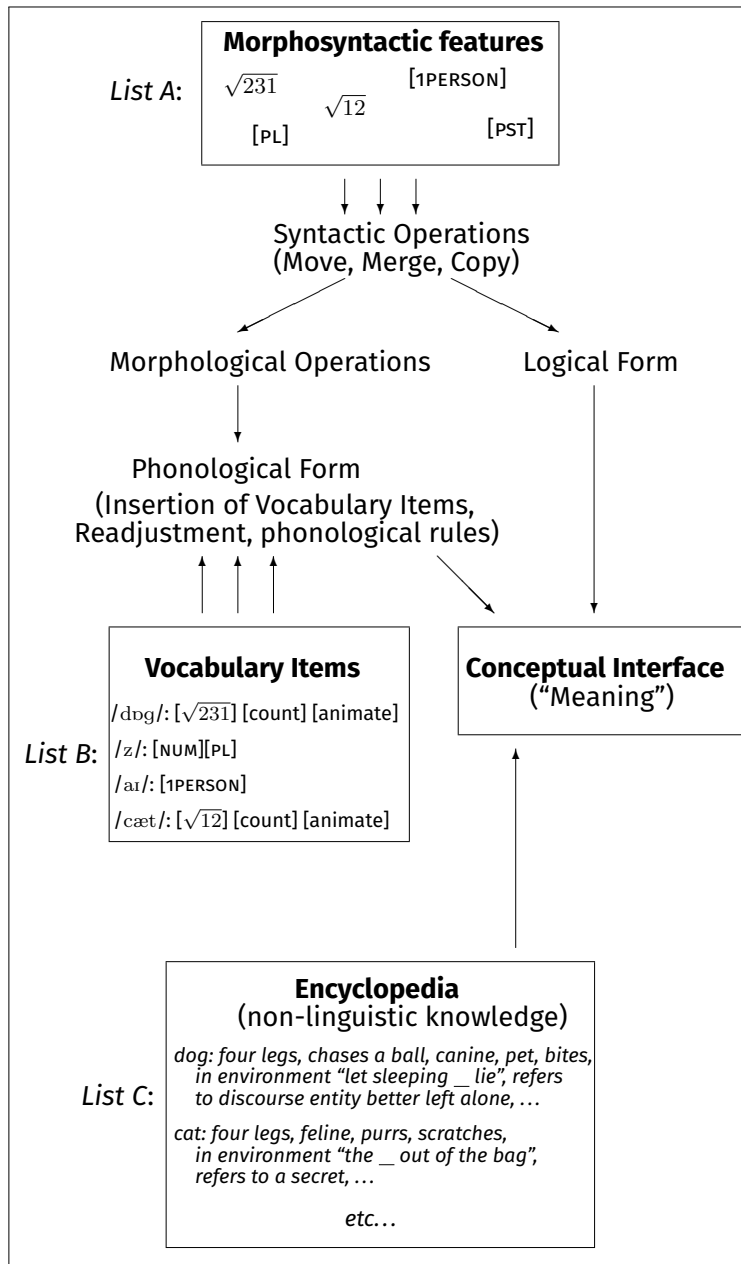 Morphosyntactic features
List A:
√231
√12
[1PERSON]
[PL]
[PST]
Syntactic Operations
(Move, Merge, Copy)
Morphological Operations
Logical Form
Phonological Form
(Insertion of Vocabulary Items,
Readjustment, phonological rules)
Vocabulary Items
List B:
/dɒg/: [√231] [count] [animate]
/z/: [NUM][PL]
/aɪ/: [1PERSON]
/cæt/: [√12] [count] [animate]
Conceptual Interface
(“Meaning”)
Encyclopedia
(non-linguistic knowledge)
List C:
dog: four legs, chases a ball, canine, pet, bites,
in environment “let sleeping _ lie”, refers
to discourse entity better left alone, …
cat: four legs, feline, purrs, scratches,
in environment “the _ out of the bag”,
refers to a secret, …
etc…